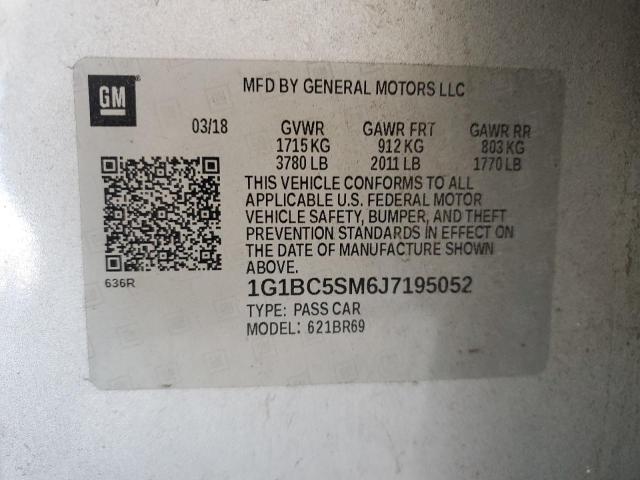 GM
MFD BY GENERAL MOTORS LLC
03/18 GVWR GAWR FRT GAWR RR
1715 KG 912 KG 803 KG
3780 LB 2011 LB 1770 LB
THIS VEHICLE CONFORMS TO ALL
APPLICABLE U.S. FEDERAL MOTOR
VEHICLE SAFETY, BUMPER, AND THEFT
PREVENTION STANDARDS IN EFFECT ON
THE DATE OF MANUFACTURE SHOWN
ABOVE.
636R
1G1BC5SM6J7195052
TYPE: PASS CAR
MODEL: 621BR69